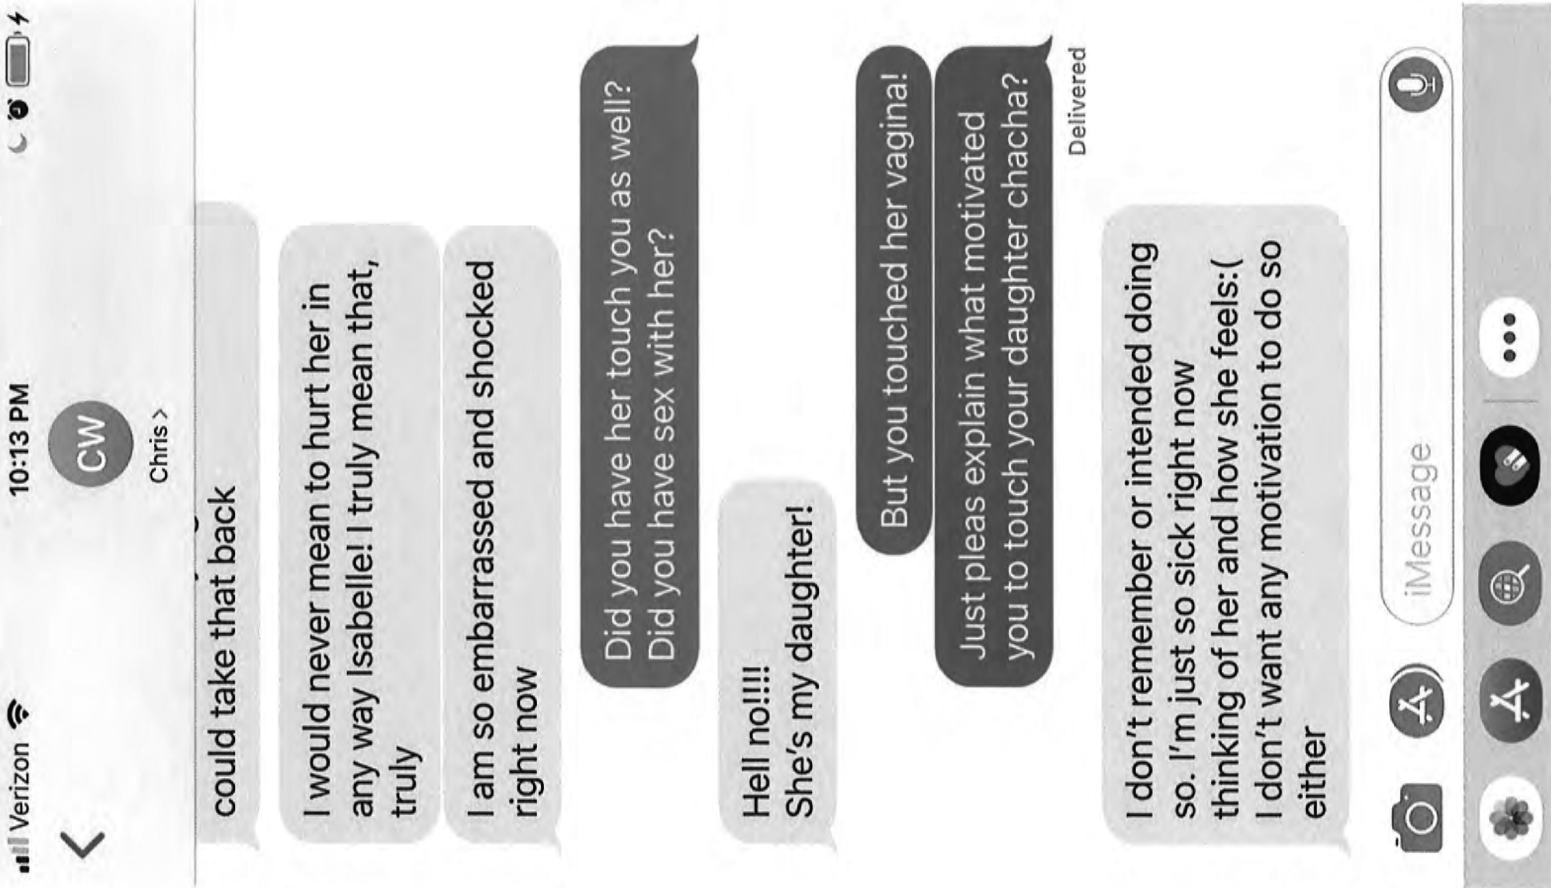 Verizon
10:13 PM
CW
Chris >
could take that back
I would never mean to hurt her in
any way Isabelle! I truly mean that,
truly
I am so embarrassed and shocked
right now
Did you have her touch you as well?
Did you have sex with her?
Hell no!!!!
She's my daughter!
But you touched her vagina!
Just pleas explain what motivated
you to touch your daughter chacha?
Delivered
I don't remember or intended doing
so. I'm just so sick right now
thinking of her and how she feels:(
I don't want any motivation to do so
either
iMessage